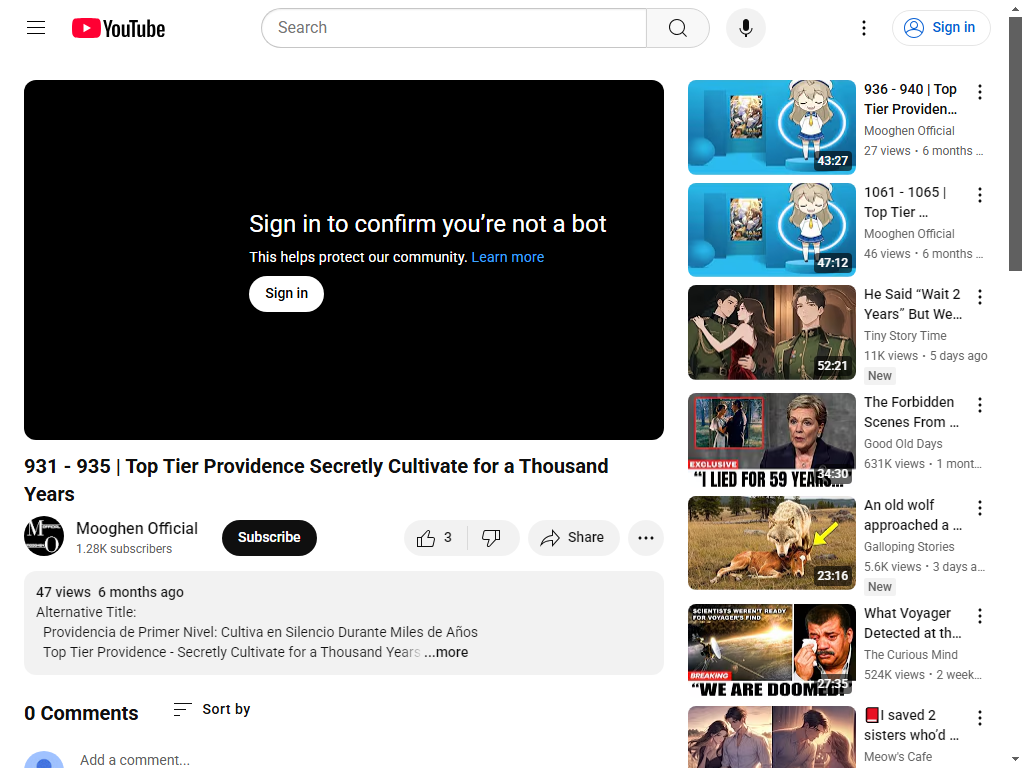 YouTube
Search
Sign in
Sign in to confirm you’re not a bot
This helps protect our community. Learn more
Sign in
931 - 935 | Top Tier Providence Secretly Cultivate for a Thousand
Years
Mooghen Official
1.28K subscribers
Subscribe
3
Share
47 views 6 months ago
Alternative Title:
Providencia de Primer Nivel: Cultiva en Silencio Durante Miles de Años
Top Tier Providence - Secretly Cultivate for a Thousand Years ...more
0 Comments
Sort by
Add a comment...
43:27
936 - 940 | Top
Tier Providen...
Mooghen Official
27 views • 6 months ...
47:12
1061 - 1065 |
Top Tier ...
Mooghen Official
46 views • 6 months ...
52:21
He Said “Wait 2
Years” But We...
Tiny Story Time
11K views • 5 days ago
New
EXCLUSIVE
“I LIED FOR 59 YEARS...
34:30
The Forbidden
Scenes From ...
Good Old Days
631K views • 1 mont...
23:16
An old wolf
approached a ...
Galloping Stories
5.6K views • 3 days a...
New
SCIENTISTS WEREN'T READY
FOR VOYAGER'S FIND
BREAKING
“WE ARE DOOMED!
27:35
What Voyager
Detected at th...
The Curious Mind
524K views • 2 week...
I saved 2
sisters who'd ...
Meow's Cafe